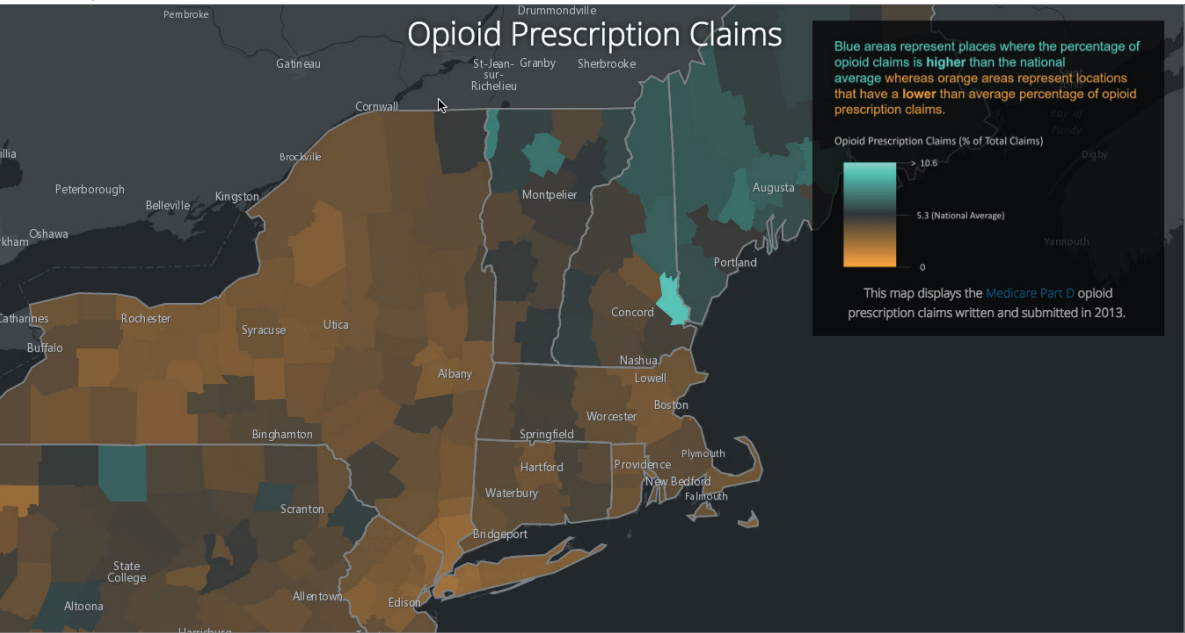 Pembroke
Drummondville
Opioid Prescription Claims
Gatineau
St-Jean-
sur-
Richelieu
Granby
Sherbrooke
Cornwall
Brockville
Peterborough
Belleville
Kingston
Oshawa
Montpelier
Augusta
Portland
Concord
Rochester
Syracuse
Utica
Buffalo
Nashua
Albany
Lowell
Boston
Worcester
Binghamton
Springfield
Plymouth
Hartford
Providence
New Bedford
Waterbury
Falmouth
Scranton
Bridgeport
State
College
Allentown
Edison
Altoona
Blue areas represent places where the percentage of
opioid claims is higher than the national
average whereas orange areas represent locations
that have a lower than average percentage of opioid
prescription claims.
Bay of
Fundy
Digby
Yarmouth
Opioid Prescription Claims (% of Total Claims)
> 10.6
5.3 (National Average)
0
This map displays the Medicare Part D opioid
prescription claims written and submitted in 2013.